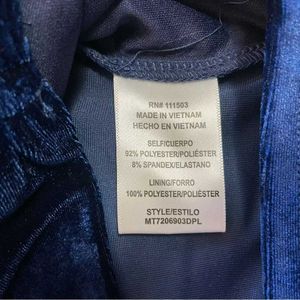 RN# 111503
MADE IN VIETNAM
HECHO EN VIETNAM
SELF/CUERPO
92% POLYESTER/POLIÉSTER
8% SPANDEX/ELASTANO
LINING/FORRO
100% POLYESTER/POLIÉSTER
STYLE/ESTILO
MT7206903DPL